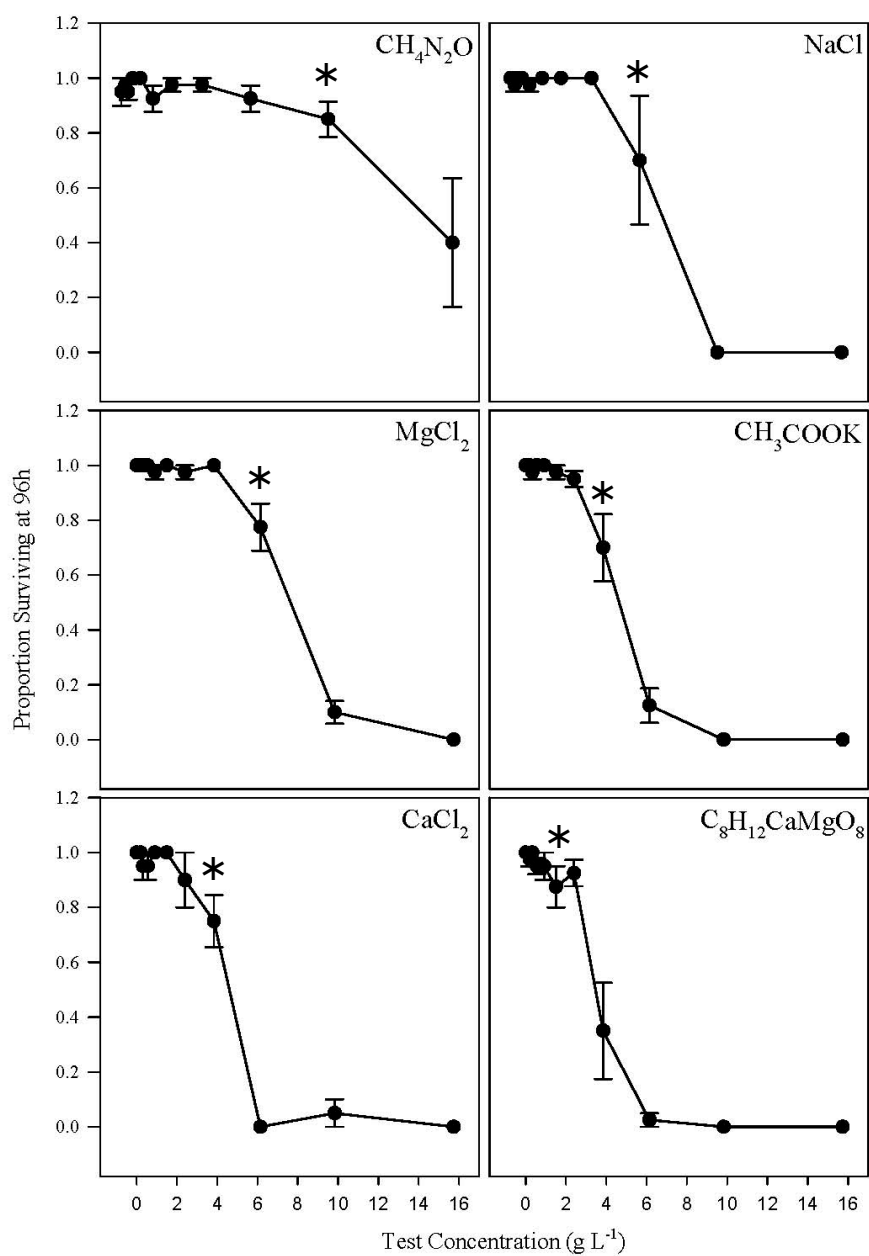 CH₄N₂O
NaCl
1.2
1.0
0.8
0.6
0.4
0.2
0.0
*
*
MgCl₂
CH₃COOK
1.2
1.0
0.8
0.6
0.4
0.2
0.0
*
*
Proportion Surviving at 96h
CaCl₂
C₈H₁₂CaMgO₈
1.2
1.0
0.8
0.6
0.4
0.2
0.0
*
*
0 2 4 6 8 10 12 14 16
0 2 4 6 8 10 12 14 16
Test Concentration (g L⁻¹)